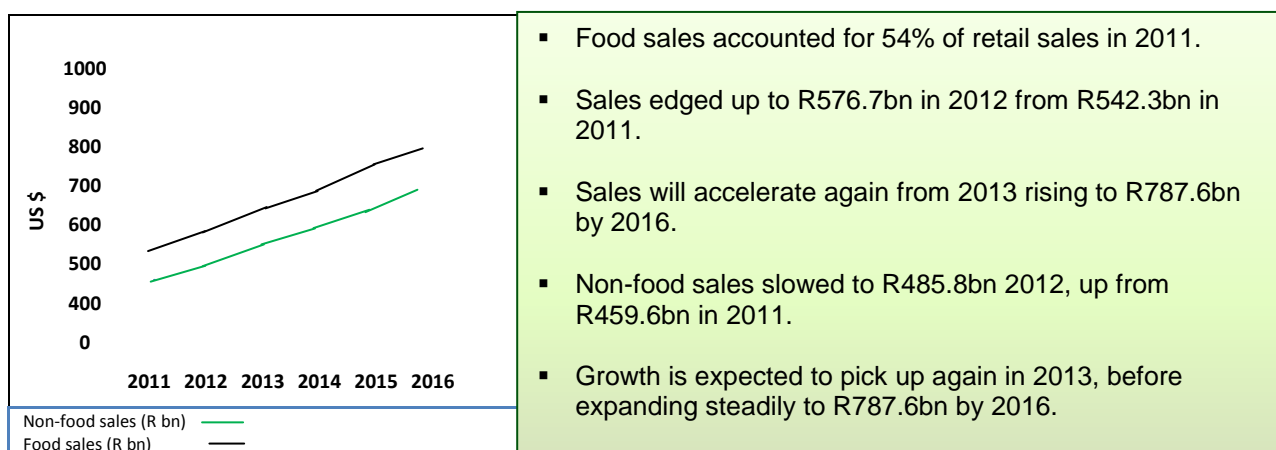 1000
900
800
700
600
500
400
0
US $
2011 2012 2013 2014 2015 2016
Non-food sales (R bn)
Food sales (R bn)
▪ Food sales accounted for 54% of retail sales in 2011.
▪ Sales edged up to R576.7bn in 2012 from R542.3bn in
2011.
▪ Sales will accelerate again from 2013 rising to R787.6bn
by 2016.
▪ Non-food sales slowed to R485.8bn 2012, up from
R459.6bn in 2011.
▪ Growth is expected to pick up again in 2013, before
expanding steadily to R787.6bn by 2016.